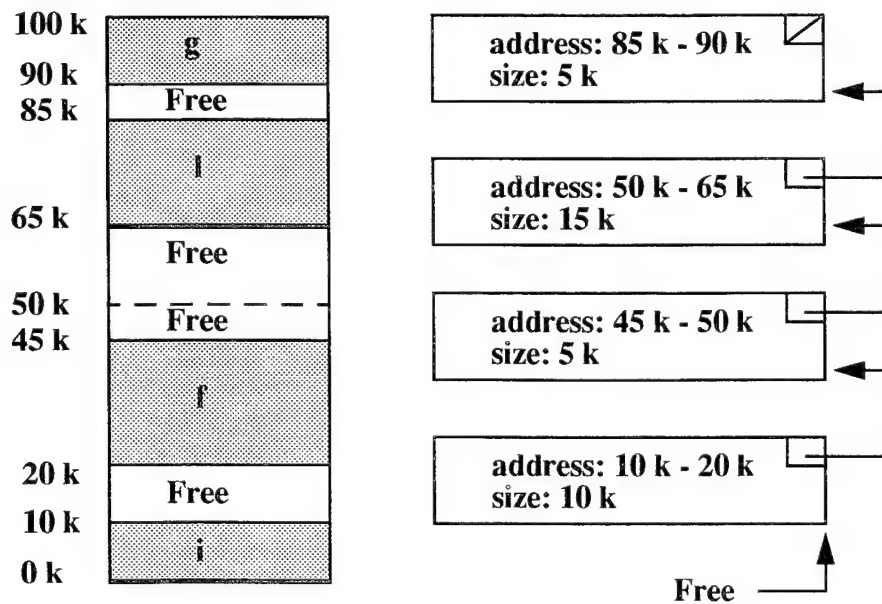 100 k
g
90 k
Free
85 k
l
65 k
Free
50 k
Free
45 k
f
20 k
Free
10 k
i
0 k
address: 85 k - 90 k
size: 5 k
address: 50 k - 65 k
size: 15 k
address: 45 k - 50 k
size: 5 k
address: 10 k - 20 k
size: 10 k
Free